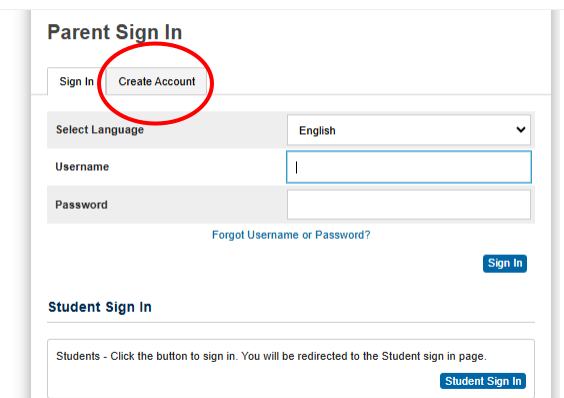 Parent Sign In
Sign In Create Account
Select Language English
Username
Password
Forgot Username or Password?
Sign In
Student Sign In
Students - Click the button to sign in. You will be redirected to the Student sign in page.
Student Sign In